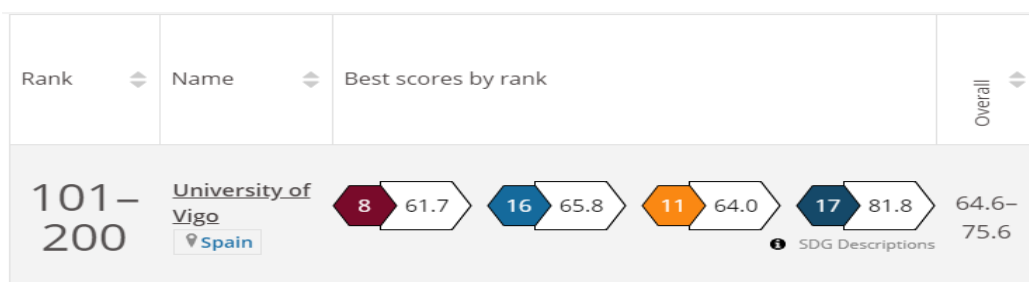 Rank
Name
Best scores by rank
Overall
101–
200
University of
Vigo
Spain
8 61.7 16 65.8 11 64.0 17 81.8
SDG Descriptions
64.6–
75.6